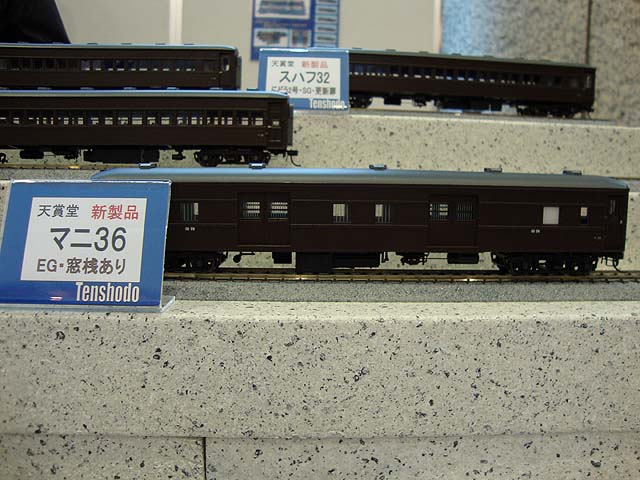 天賞堂 新製品
スハフ32
Tenshodo
天賞堂 新製品
マニ36
EG・窓桟あり
Tenshodo